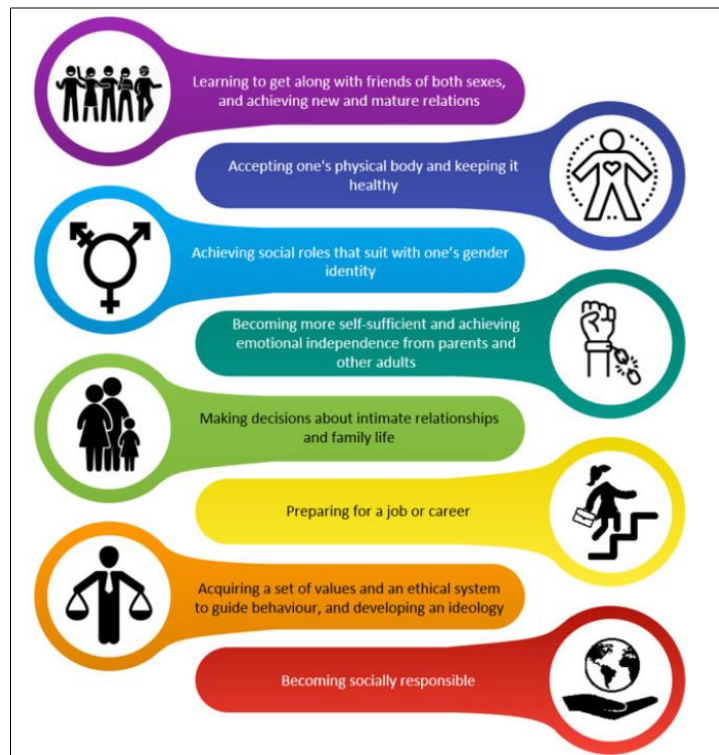 Learning to get along with friends of both sexes,
and achieving new and mature relations
Accepting one's physical body and keeping it
healthy
Achieving social roles that suit with one's gender
identity
Becoming more self-sufficient and achieving
emotional independence from parents and
other adults
Making decisions about intimate relationships
and family life
Preparing for a job or career
Acquiring a set of values and an ethical system
to guide behaviour, and developing an ideology
Becoming socially responsible